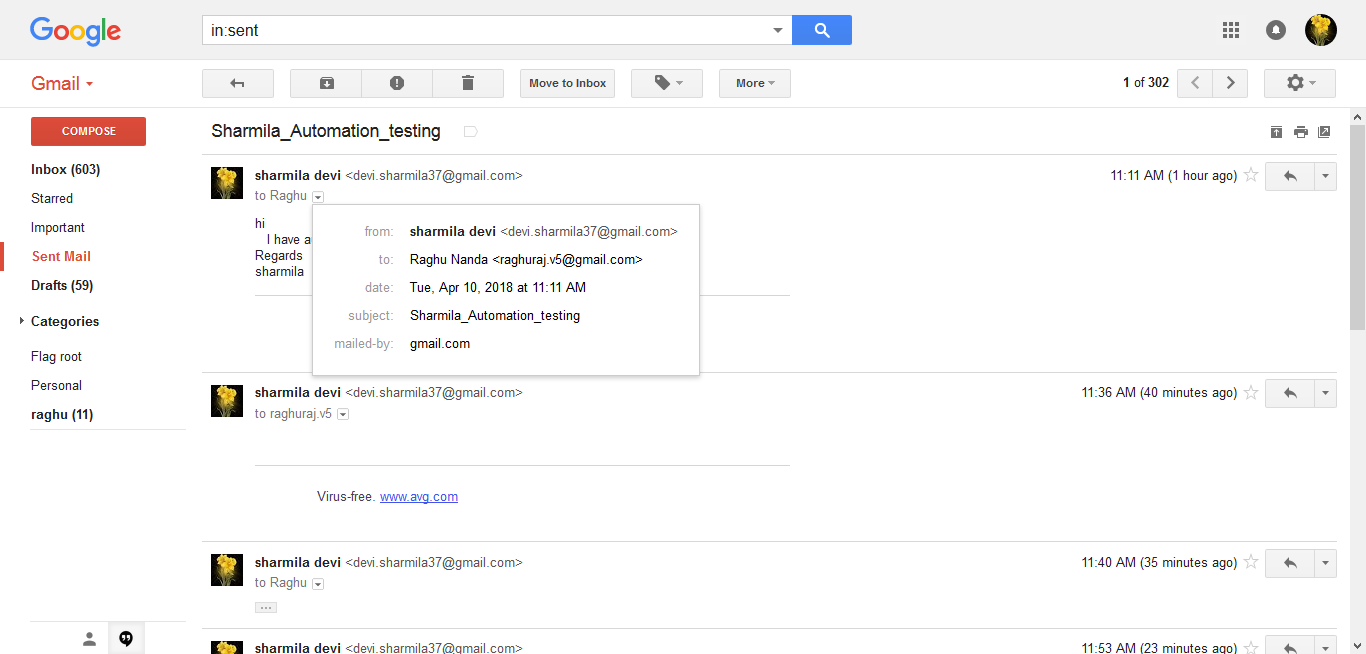 Google
in:sent
Gmail
Move to Inbox
More
1 of 302
COMPOSE
Inbox (603)
Starred
Important
Sent Mail
Drafts (59)
Categories
Flag root
Personal
raghu (11)
Sharmila_Automation_testing
sharmila devi <devi.sharmila37@gmail.com>
11:11 AM (1 hour ago)
to Raghu
hi
I have a
Regards
sharmila
from: sharmila devi <devi.sharmila37@gmail.com>
to: Raghu Nanda <raghuraj.v5@gmail.com>
date: Tue, Apr 10, 2018 at 11:11 AM
subject: Sharmila_Automation_testing
mailed-by: gmail.com
sharmila devi <devi.sharmila37@gmail.com>
11:36 AM (40 minutes ago)
to raghuraj.v5
Virus-free. www.avg.com
sharmila devi <devi.sharmila37@gmail.com>
11:40 AM (35 minutes ago)
to Raghu
sharmila devi <devi.sharmila37@gmail.com>
11:53 AM (23 minutes ago)